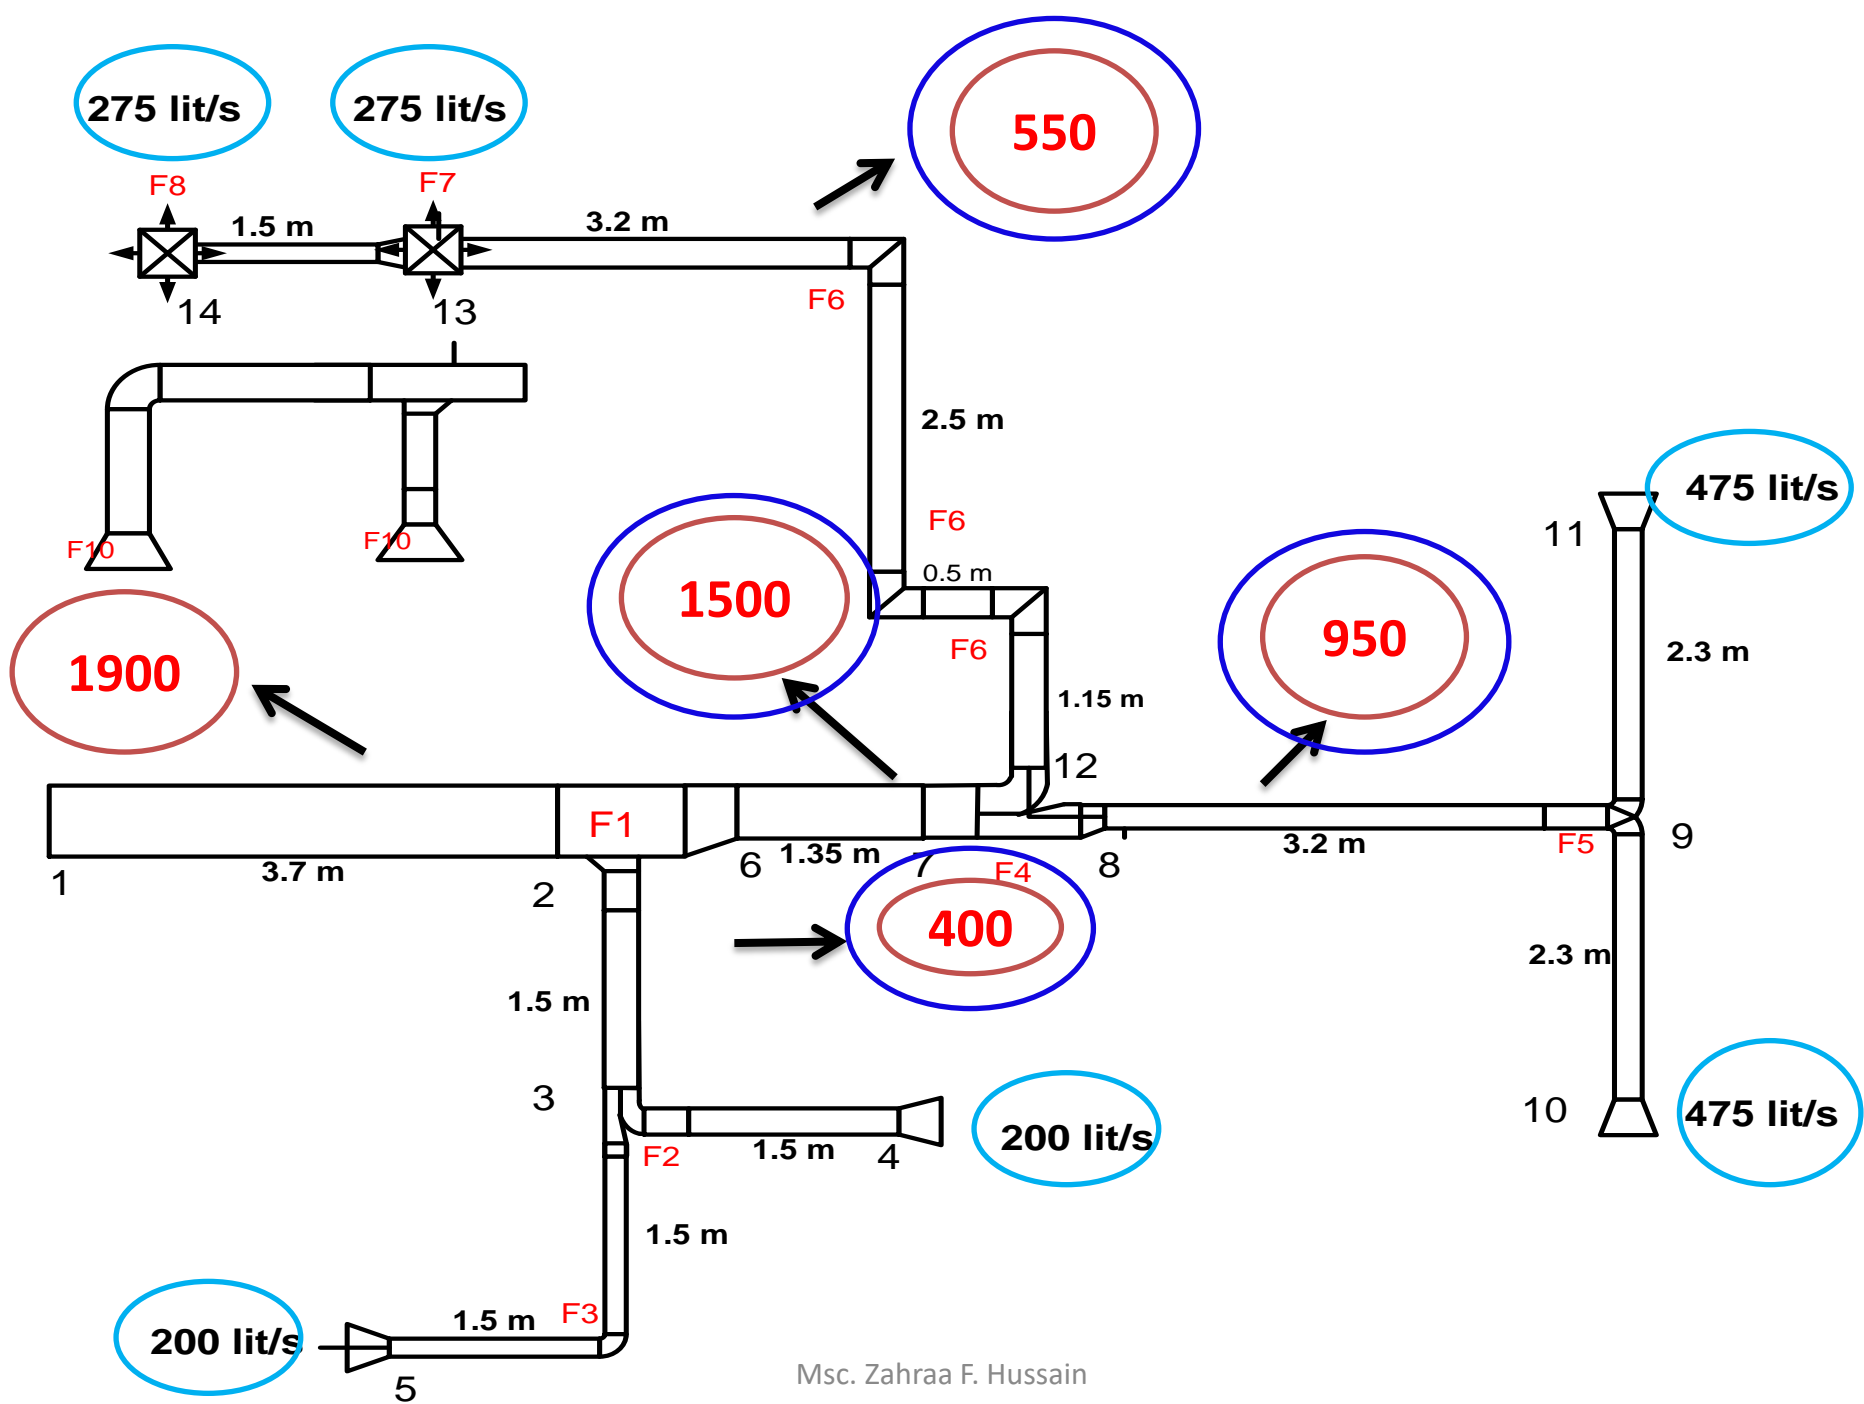 275 lit/s
275 lit/s
550
F8
F7
1.5 m
3.2 m
F6
14
13
2.5 m
475 lit/s
F6
11
F10
F10
0.5 m
1500
950
1900
F6
2.3 m
1.15 m
12
F1
3.7 m
1
2
6
1.35 m
7
F4
8
3.2 m
F5
9
400
2.3 m
1.5 m
3
10
475 lit/s
200 lit/s
F2
1.5 m
4
1.5 m
F3
1.5 m
200 lit/s
5
Msc. Zahraa F. Hussain